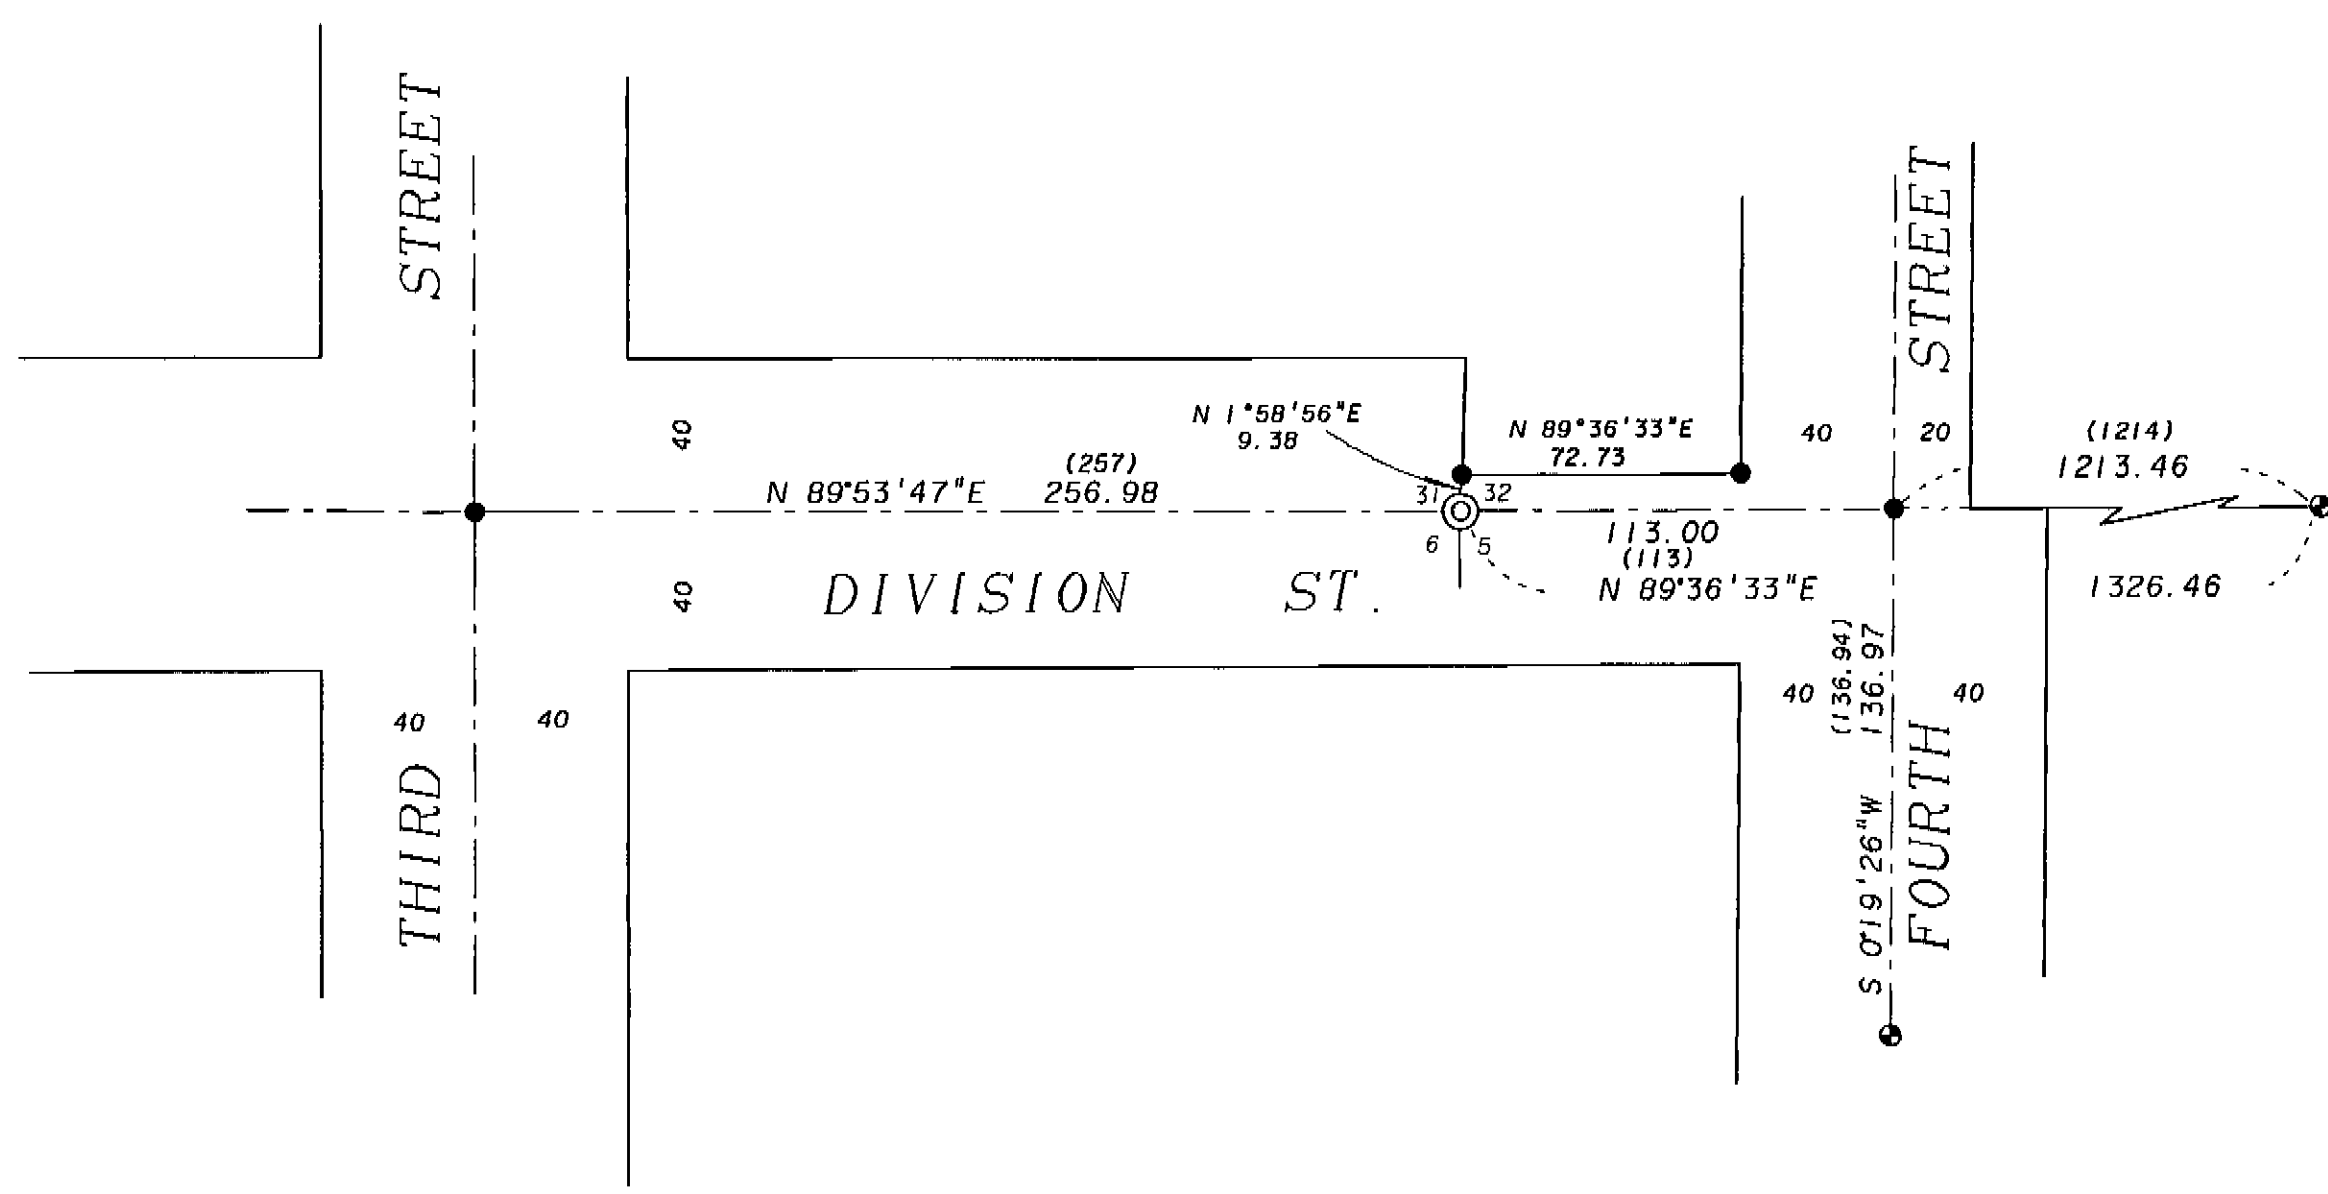 STREET
STREET
N 1°58'56"E
9.38
N 89°36'33"E
72.73
40
20
(1214)
1213.46
40
(257)
N 89°53'47"E 256.98
31
32
6
5
113.00
(113)
N 89°36'33"E
1326.46
40
DIVISION ST.
(136.94)
S 0°19'26"W 136.97
40
40
40
40
THIRD
FOURTH